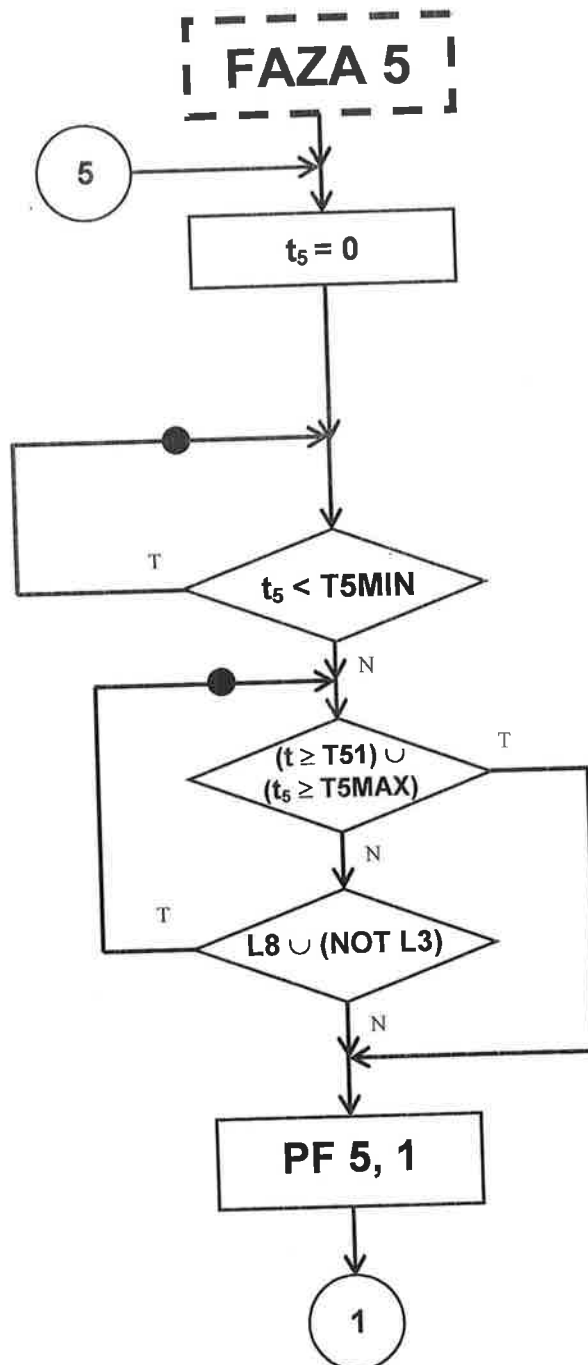 FAZA 5
5
t₅ = 0
T
t₅ < T5MIN
N
(t ≥ T51) ∪
(t₅ ≥ T5MAX)
T
N
T
L8 ∪ (NOT L3)
N
PF 5, 1
1